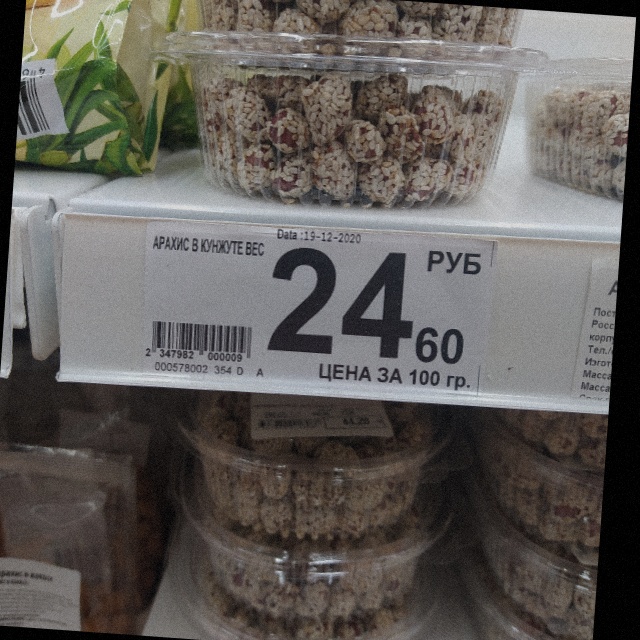 Data :19-12-2020
АРАХИС В КУНЖУТЕ ВЕС
24 60 РУБ
2 347982 000009
000578002 354 D A
ЦЕНА ЗА 100 гр.